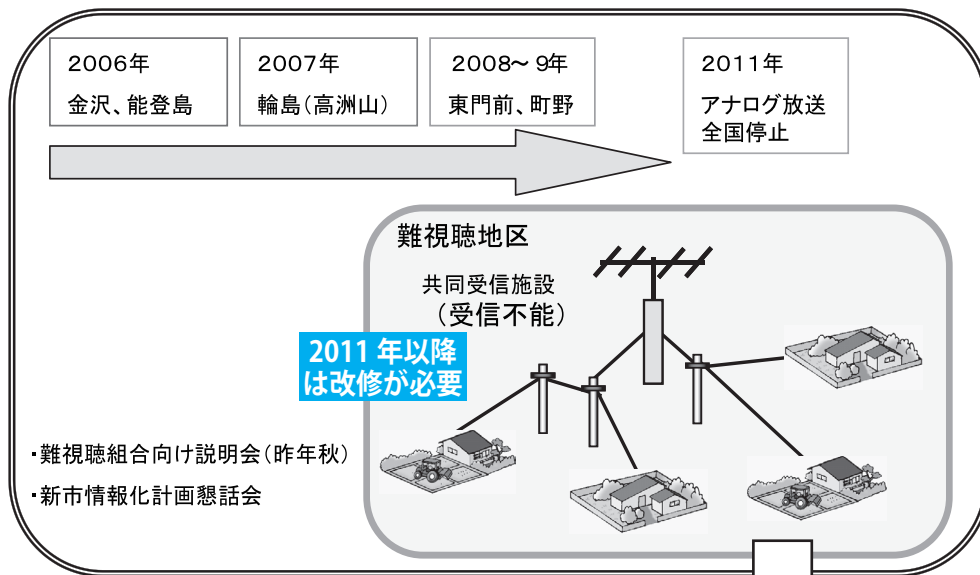 2006年
金沢、能登島
2007年
輪島(高洲山)
2008~9年
東門前、町野
2011年
アナログ放送
全国停止
難視聴地区
共同受信施設
(受信不能)
2011年以降
は改修が必要
・難視聴組合向け説明会(昨年秋)
・新市情報化計画懇話会